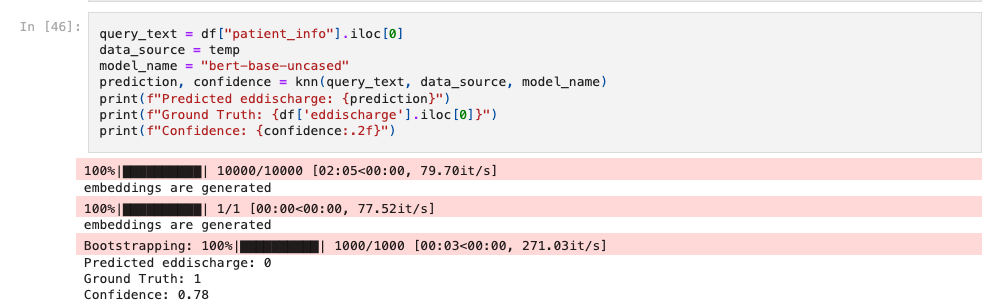 In [46]:
query_text = df["patient_info"].iloc[0]
data_source = temp
model_name = "bert-base-uncased"
prediction, confidence = knn(query_text, data_source, model_name)
print(f"Predicted eddischarge: {prediction}")
print(f"Ground Truth: {df['eddischarge'].iloc[0]}")
print(f"Confidence: {confidence:.2f}")
100%|██████████| 10000/10000 [02:05<00:00, 79.70it/s]
embeddings are generated
100%|██████████| 1/1 [00:00<00:00, 77.52it/s]
embeddings are generated
Bootstrapping: 100%|██████████| 1000/1000 [00:03<00:00, 271.03it/s]
Predicted eddischarge: 0
Ground Truth: 1
Confidence: 0.78